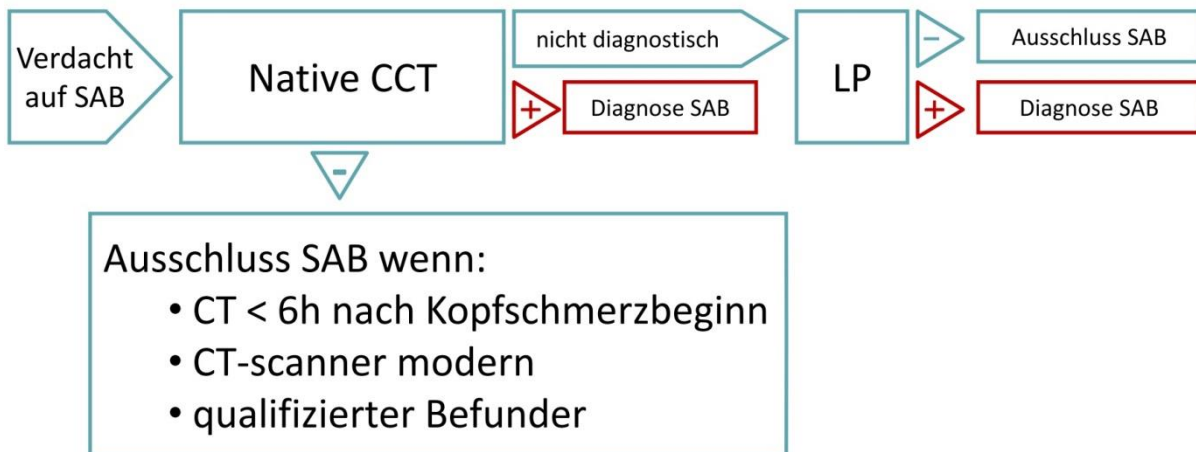 Verdacht
auf SAB
Native CCT
nicht diagnostisch
+
Diagnose SAB
LP
-
Ausschluss SAB
+
Diagnose SAB
-
Ausschluss SAB wenn:
• CT < 6h nach Kopfschmerzbeginn
• CT-scanner modern
• qualifizierter Befunder